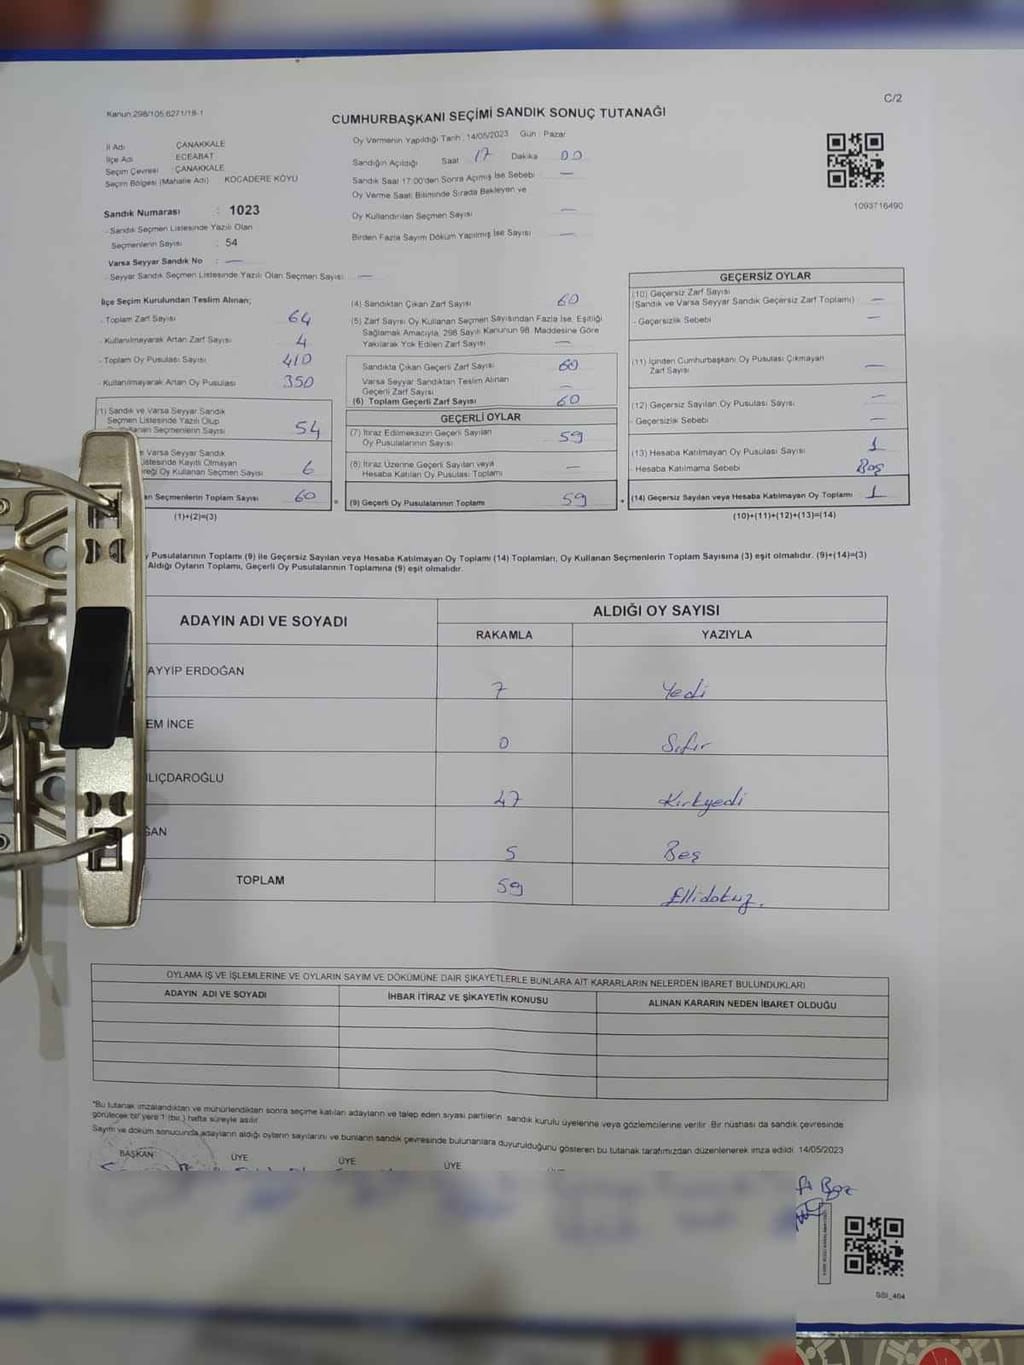 C/2
Kanun 298/105,6271/18-1
CUMHURBAŞKANI SEÇİMİ SANDIK SONUÇ TUTANAĞI
İl Adı ÇANAKKALE
İlçe Adı ECEABAT
Seçim Çevresi : ÇANAKKALE
Seçim Bölgesi (Mahalle Adı) KOCADERE KÖYÜ
Oy Vermenin Yapıldığı Tarih : 14/05/2023 Gün : Pazar
Sandığın Açıldığı Saat 17 Dakika 00
Sandık Saat 17:00'den Sonra Açımış İse Sebebi —
Oy Verme Saati Bitiminde Sırada Bekleyen ve
Oy Kullandırılan Seçmen Sayısı —
Birden Fazla Sayım Döküm Yapılmış İse Sayısı —
1093716490
Sandık Numarası : 1023
- Sandık Seçmen Listesinde Yazılı Olan
Seçmenlerin Sayısı : 54
Varsa Seyyar Sandık No : —
- Seyyar Sandık Seçmen Listesinde Yazılı Olan Seçmen Sayısı : —
İlçe Seçim Kurulundan Teslim Alınan;
- Toplam Zarf Sayısı 64
- Kullanılmayarak Artan Zarf Sayısı 4
- Toplam Oy Pusulası Sayısı 410
- Kullanılmayarak Artan Oy Pusulası 350
(1) Sandık ve Varsa Seyyar Sandık
Seçmen Listesinde Yazılı Olup
Seçmenlerin Sayısı 54
Varsa Seyyar Sandık
Listesinde Kayıtlı Olmayan
Oy Kullanan Seçmen Sayısı 6
an Seçmenlerin Toplam Sayısı 60
(1)+(2)=(3)
(4) Sandıktan Çıkan Zarf Sayısı 60
(5) Zarf Sayısı Oy Kullanan Seçmen Sayısından Fazla İse, Eşitliği
Sağlamak Amacıyla, 298 Sayılı Kanunun 98. Maddesine Göre
Yakılarak Yok Edilen Zarf Sayısı —
Sandıkta Çıkan Geçerli Zarf Sayısı 60
Varsa Seyyar Sandıktan Teslim Alınan
Geçerli Zarf Sayısı —
(6) Toplam Geçerli Zarf Sayısı 60
GEÇERLİ OYLAR
(7) İtiraz Edilmeksizin Geçerli Sayılan
Oy Pusulalarının Sayısı 59
(8) İtiraz Üzerine Geçerli Sayılan veya
Hesaba Katılan Oy Pusulası Toplamı —
(9) Geçerli Oy Pusulalarının Toplamı 59
GEÇERSİZ OYLAR
(10) Geçersiz Zarf Sayısı
(Sandık ve Varsa Seyyar Sandık Geçersiz Zarf Toplamı) —
- Geçersizlik Sebebi —
(11) İçinden Cumhurbaşkanı Oy Pusulası Çıkmayan
Zarf Sayısı —
(12) Geçersiz Sayılan Oy Pusulası Sayısı —
- Geçersizlik Sebebi —
(13) Hesaba Katılmayan Oy Pusulası Sayısı 1
- Hesaba Katılmama Sebebi Boş
(14) Geçersiz Sayılan veya Hesaba Katılmayan Oy Toplamı 1
(10)+(11)+(12)+(13)=(14)
y Pusulalarının Toplamı (9) ile Geçersiz Sayılan veya Hesaba Katılmayan Oy Toplamı (14) Toplamları, Oy Kullanan Seçmenlerin Toplam Sayısına (3) eşit olmalıdır. (9)+(14)=(3)
Aldığı Oyların Toplamı, Geçerli Oy Pusulalarının Toplamına (9) eşit olmalıdır.
ADAYIN ADI VE SOYADI ALDIĞI OY SAYISI
RAKAMLA YAZIYLA
AYYİP ERDOĞAN 7 Yedi
EM İNCE 0 Sıfır
LIÇDAROĞLU 47 Kırkyedi
ĞAN 5 Beş
TOPLAM 59 Ellidokuz.
OYLAMA İŞ VE İŞLEMLERİNE VE OYLARIN SAYIM VE DÖKÜMÜNE DAİR ŞİKAYETLERLE BUNLARA AİT KARARLARIN NELERDEN İBARET BULUNDUKLARI
ADAYIN ADI VE SOYADI İHBAR İTİRAZ VE ŞİKAYETİN KONUSU ALINAN KARARIN NEDEN İBARET OLDUĞU
"Bu tutanak imzalandıktan ve mühürlendikten sonra seçime katılan adayların ve talep eden siyasi partilerin sandık kurulu üyelerine veya gözlemcilerine verilir. Bir nüshası da sandık çevresinde
görülecek bir yere 1 (bir) hafta süreyle asılır.
Sayım ve döküm sonucunda adayların aldığı oyların sayılarını ve bunların sandık çevresinde bulunanlara duyurulduğunu gösteren bu tutanak tarafımızdan düzenlenerek imza edildi. 14/05/2023
BAŞKAN ÜYE ÜYE ÜYE
SSI_464